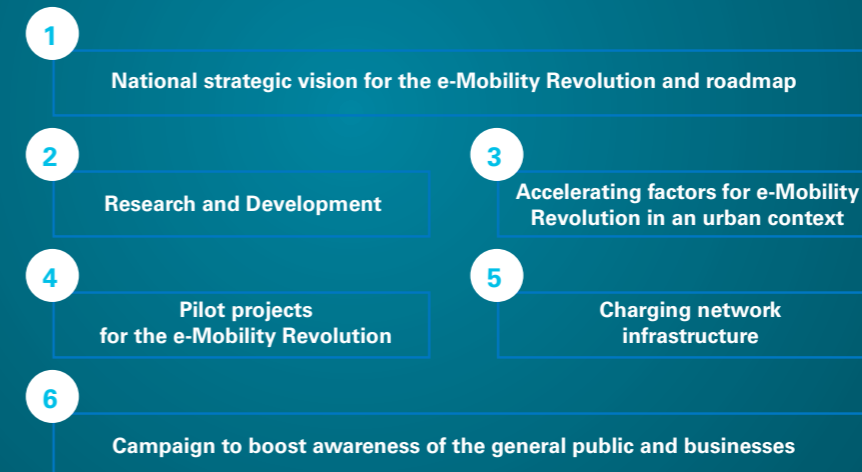 1
National strategic vision for the e-Mobility Revolution and roadmap
2
Research and Development
3
Accelerating factors for e-Mobility
Revolution in an urban context
4
Pilot projects
for the e-Mobility Revolution
5
Charging network
infrastructure
6
Campaign to boost awareness of the general public and businesses